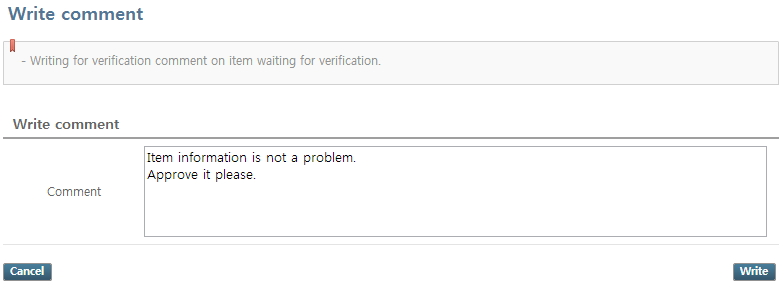 Write comment
- Writing for verification comment on item waiting for verification.
Write comment
Comment
Item information is not a problem.
Approve it please.
Cancel
Write